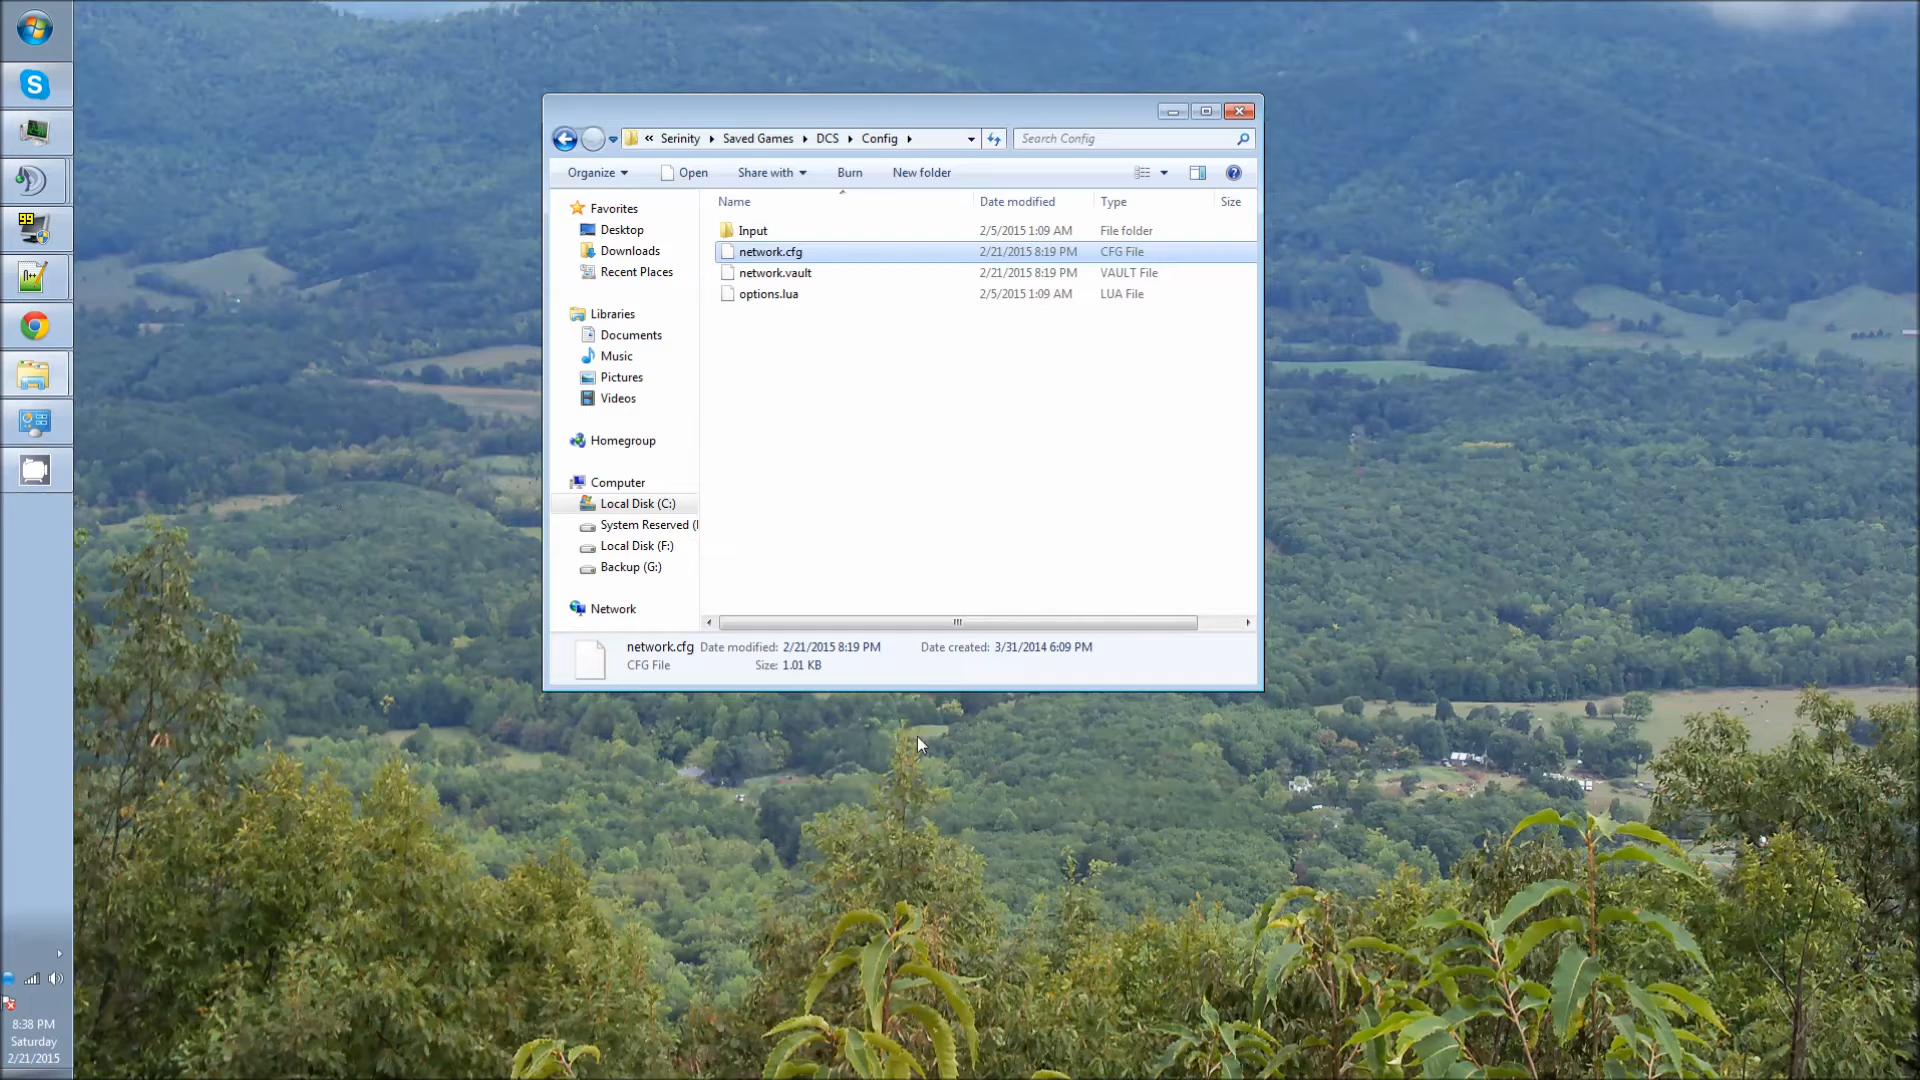 99
« Serinity Saved Games DCS Config
Search Config
Organize Open Share with Burn New folder
Name Date modified Type Size
Input 2/5/2015 1:09 AM File folder
network.cfg 2/21/2015 8:19 PM CFG File
network.vault 2/21/2015 8:19 PM VAULT File
options.lua 2/5/2015 1:09 AM LUA File
Favorites
Desktop
Downloads
Recent Places
Libraries
Documents
Music
Pictures
Videos
Homegroup
Computer
Local Disk (C:)
System Reserved (
Local Disk (F:)
Backup (G:)
Network
network.cfg Date modified: 2/21/2015 8:19 PM Date created: 3/31/2014 6:09 PM
CFG File Size: 1.01 KB
8:38 PM
Saturday
2/21/2015